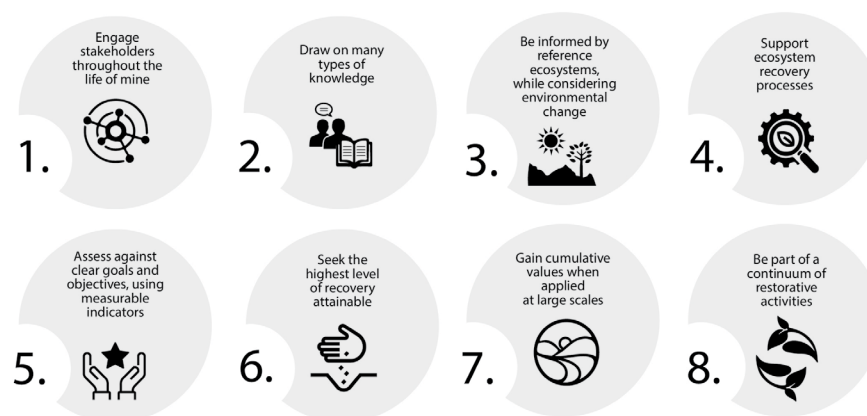 Engage
stakeholders
throughout the
life of mine
1.
Draw on many
types of
knowledge
2.
Be informed by
reference
ecosystems,
while considering
environmental
change
3.
Support
ecosystem
recovery
processes
4.
Assess against
clear goals and
objectives, using
measurable
indicators
5.
Seek the
highest level
of recovery
attainable
6.
Gain cumulative
values when
applied
at large scales
7.
Be part of a
continuum of
restorative
activities
8.